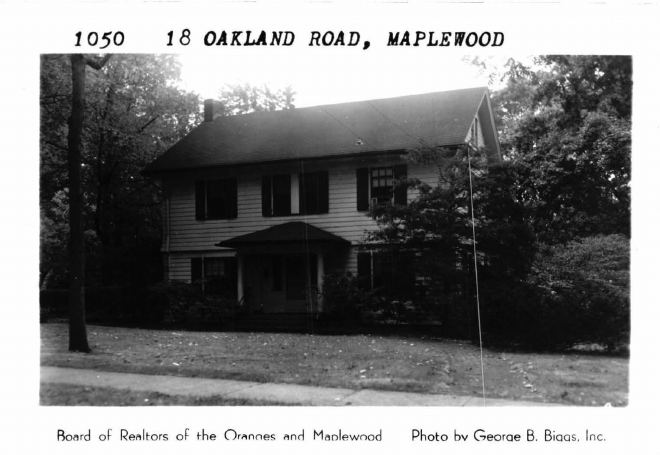 1050 18 OAKLAND ROAD, MAPLEWOOD
Board of Realtors of the Oranges and Maplewood Photo by George B. Biggs, Inc.